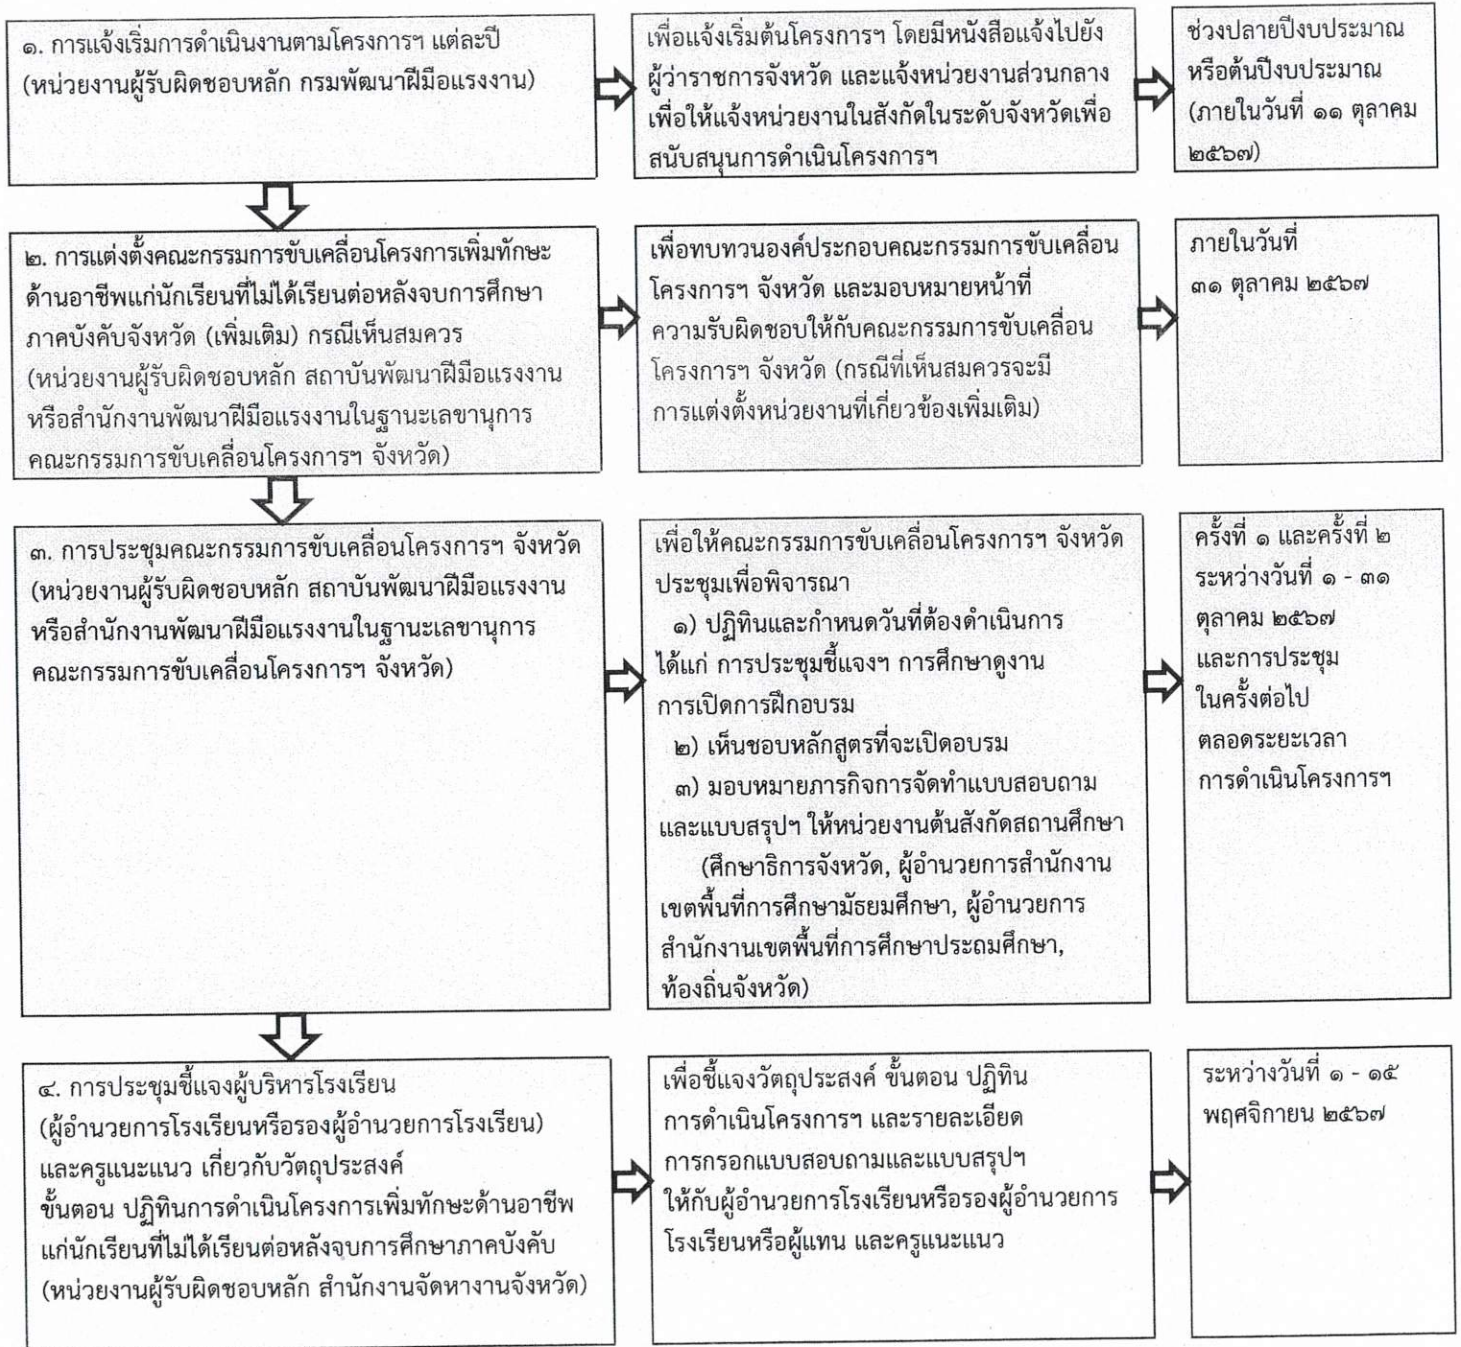 ๑. การแจ้งเริ่มการดำเนินงานตามโครงการฯ แต่ละปี
(หน่วยงานผู้รับผิดชอบหลัก กรมพัฒนาฝีมือแรงงาน)
เพื่อแจ้งเริ่มต้นโครงการฯ โดยมีหนังสือแจ้งไปยัง
ผู้ว่าราชการจังหวัด และแจ้งหน่วยงานส่วนกลาง
เพื่อให้แจ้งหน่วยงานในสังกัดในระดับจังหวัดเพื่อ
สนับสนุนการดำเนินโครงการฯ
ช่วงปลายปีงบประมาณ
หรือต้นปีงบประมาณ
(ภายในวันที่ ๑๑ ตุลาคม
๒๕๖๗)
๒. การแต่งตั้งคณะกรรมการขับเคลื่อนโครงการเพิ่มทักษะ
ด้านอาชีพแก่นักเรียนที่ไม่ได้เรียนต่อหลังจบการศึกษา
ภาคบังคับจังหวัด (เพิ่มเติม) กรณีเห็นสมควร
(หน่วยงานผู้รับผิดชอบหลัก สถาบันพัฒนาฝีมือแรงงาน
หรือสำนักงานพัฒนาฝีมือแรงงานในฐานะเลขานุการ
คณะกรรมการขับเคลื่อนโครงการฯ จังหวัด)
เพื่อทบทวนองค์ประกอบคณะกรรมการขับเคลื่อน
โครงการฯ จังหวัด และมอบหมายหน้าที่
ความรับผิดชอบให้กับคณะกรรมการขับเคลื่อน
โครงการฯ จังหวัด (กรณีที่เห็นสมควรจะมี
การแต่งตั้งหน่วยงานที่เกี่ยวข้องเพิ่มเติม)
ภายในวันที่
๓๑ ตุลาคม ๒๕๖๗
๓. การประชุมคณะกรรมการขับเคลื่อนโครงการฯ จังหวัด
(หน่วยงานผู้รับผิดชอบหลัก สถาบันพัฒนาฝีมือแรงงาน
หรือสำนักงานพัฒนาฝีมือแรงงานในฐานะเลขานุการ
คณะกรรมการขับเคลื่อนโครงการฯ จังหวัด)
เพื่อให้คณะกรรมการขับเคลื่อนโครงการฯ จังหวัด
ประชุมเพื่อพิจารณา
๑) ปฏิทินและกำหนดวันที่ต้องดำเนินการ
ได้แก่ การประชุมชี้แจงฯ การศึกษาดูงาน
การเปิดการฝึกอบรม
๒) เห็นชอบหลักสูตรที่จะเปิดอบรม
๓) มอบหมายภารกิจการจัดทำแบบสอบถาม
และแบบสรุปฯ ให้หน่วยงานต้นสังกัดสถานศึกษา
(ศึกษาธิการจังหวัด, ผู้อำนวยการสำนักงาน
เขตพื้นที่การศึกษามัธยมศึกษา, ผู้อำนวยการ
สำนักงานเขตพื้นที่การศึกษาประถมศึกษา,
ท้องถิ่นจังหวัด)
ครั้งที่ ๑ และครั้งที่ ๒
ระหว่างวันที่ ๑ - ๓๑
ตุลาคม ๒๕๖๗
และการประชุม
ในครั้งต่อไป
ตลอดระยะเวลา
การดำเนินโครงการฯ
๔. การประชุมชี้แจงผู้บริหารโรงเรียน
(ผู้อำนวยการโรงเรียนหรือรองผู้อำนวยการโรงเรียน)
และครูแนะแนว เกี่ยวกับวัตถุประสงค์
ขั้นตอน ปฏิทินการดำเนินโครงการเพิ่มทักษะด้านอาชีพ
แก่นักเรียนที่ไม่ได้เรียนต่อหลังจบการศึกษาภาคบังคับ
(หน่วยงานผู้รับผิดชอบหลัก สำนักงานจัดหางานจังหวัด)
เพื่อชี้แจงวัตถุประสงค์ ขั้นตอน ปฏิทิน
การดำเนินโครงการฯ และรายละเอียด
การกรอกแบบสอบถามและแบบสรุปฯ
ให้กับผู้อำนวยการโรงเรียนหรือรองผู้อำนวยการ
โรงเรียนหรือผู้แทน และครูแนะแนว
ระหว่างวันที่ ๑ - ๑๕
พฤศจิกายน ๒๕๖๗